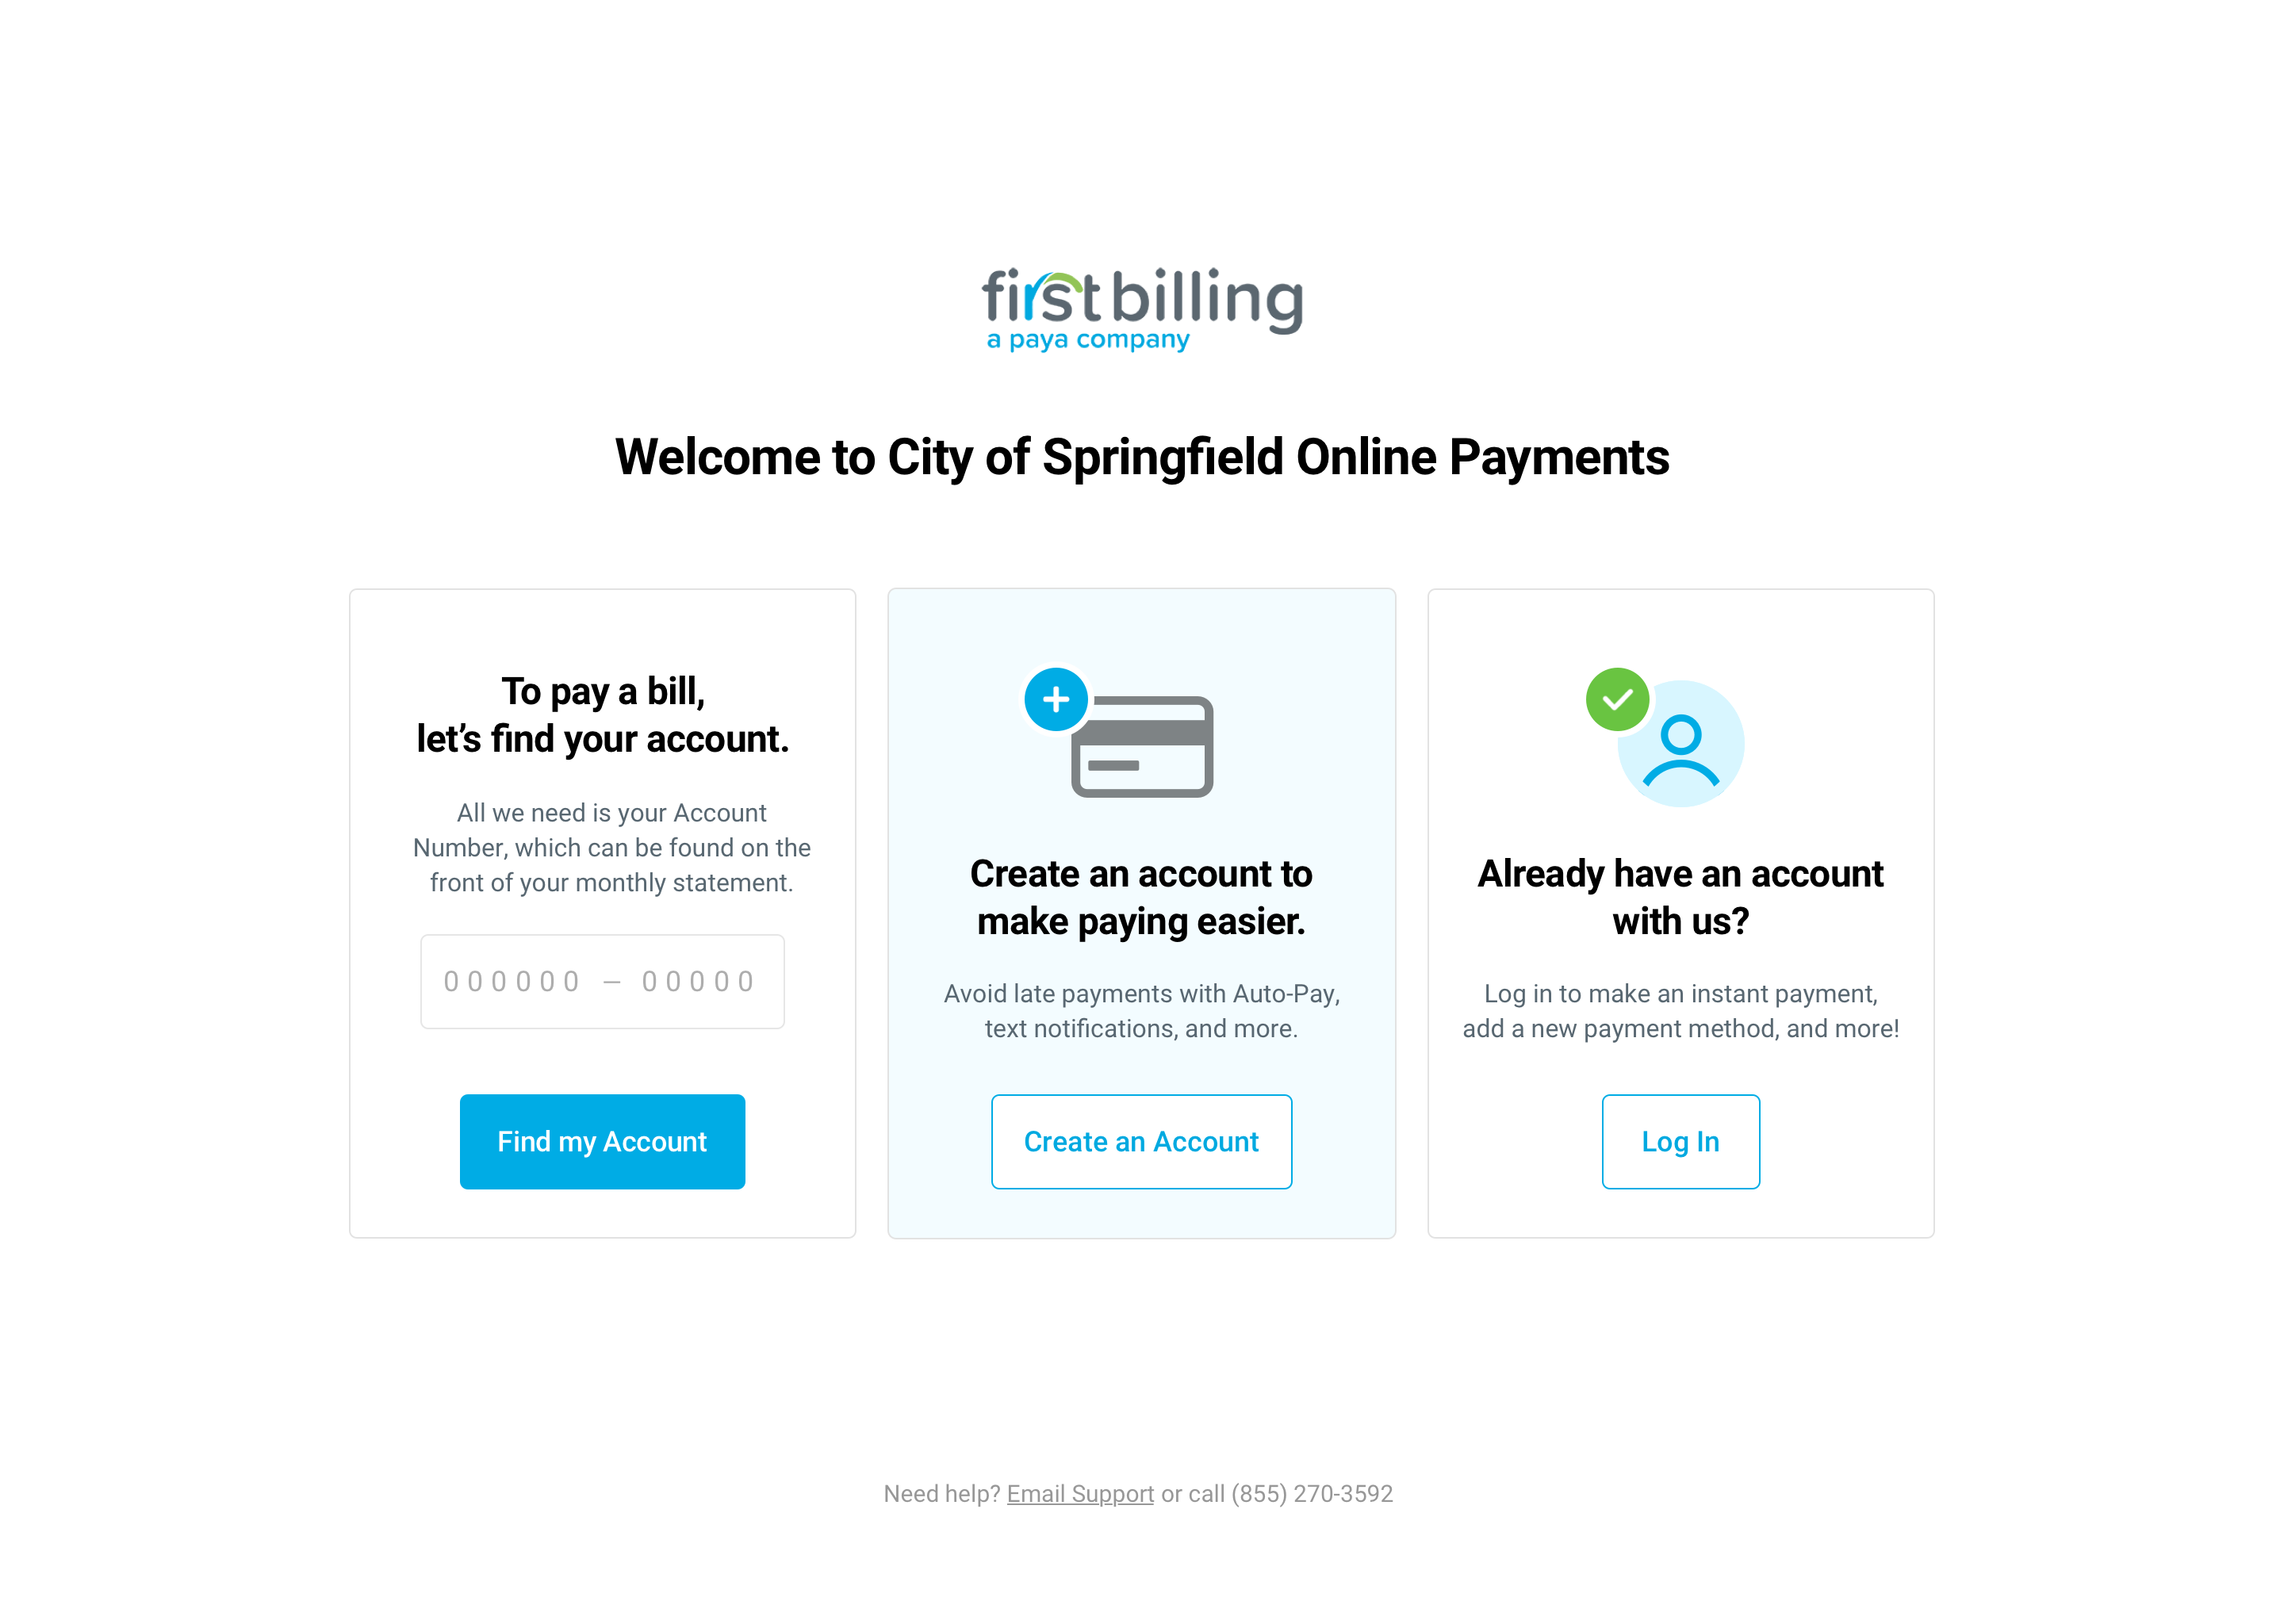 firstbilling
a paya company
Welcome to City of Springfield Online Payments
To pay a bill,
let’s find your account.
All we need is your Account
Number, which can be found on the
front of your monthly statement.
000000 – 00000
Find my Account
Create an account to
make paying easier.
Avoid late payments with Auto-Pay,
text notifications, and more.
Create an Account
Already have an account
with us?
Log in to make an instant payment,
add a new payment method, and more!
Log In
Need help? Email Support or call (855) 270-3592